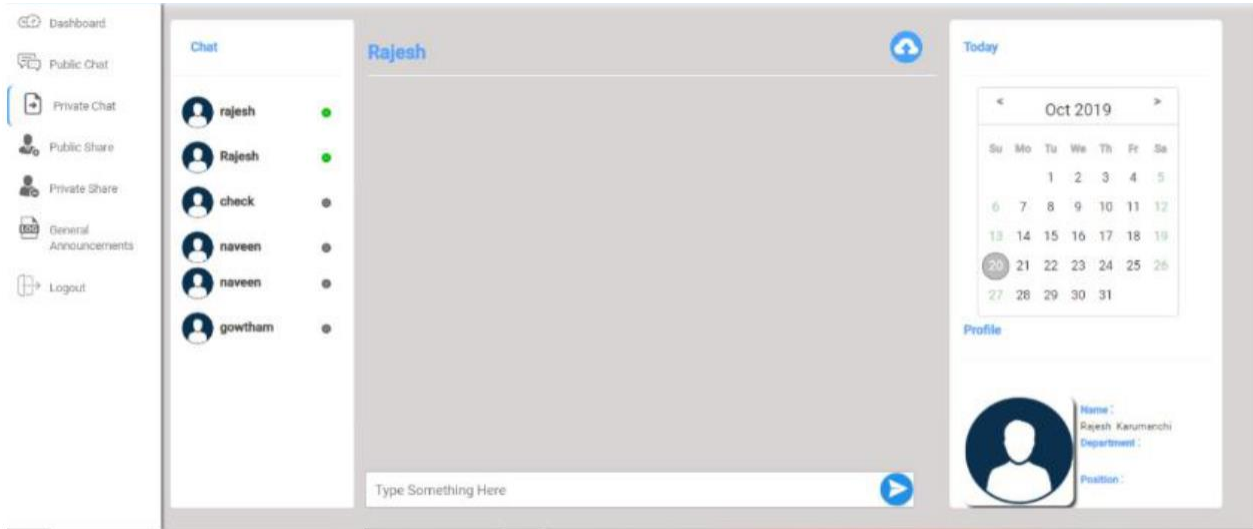 Dashboard
Public Chat
Private Chat
Public Share
Private Share
General
Announcements
Logout
Chat
rajesh
Rajesh
check
naveen
naveen
gowtham
Rajesh
Type Something Here
Today
< Oct 2019 >
Su Mo Tu We Th Fr Sa
1 2 3 4 5
6 7 8 9 10 11 12
13 14 15 16 17 18 19
20 21 22 23 24 25 26
27 28 29 30 31
Profile
Name :
Rajesh Karumanchi
Department :
Position :